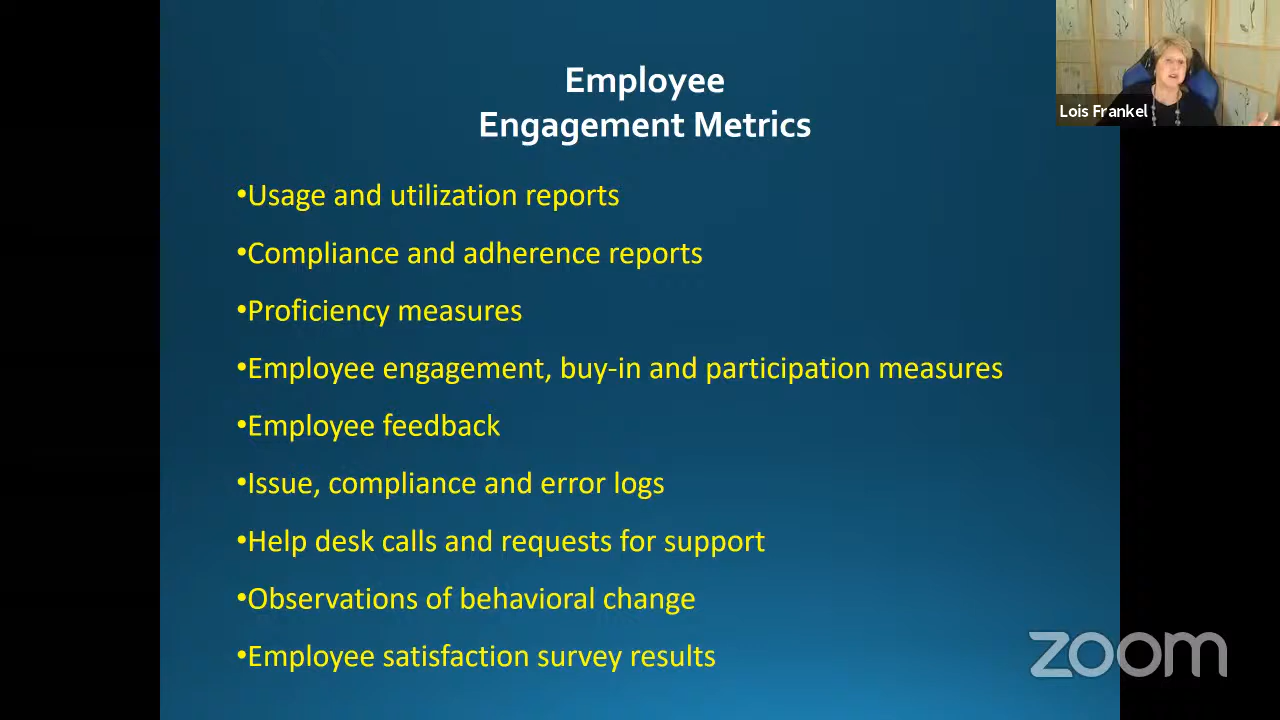 Employee
Engagement Metrics
Lois Frankel
•Usage and utilization reports
•Compliance and adherence reports
•Proficiency measures
•Employee engagement, buy-in and participation measures
•Employee feedback
•Issue, compliance and error logs
•Help desk calls and requests for support
•Observations of behavioral change
•Employee satisfaction survey results
zoom